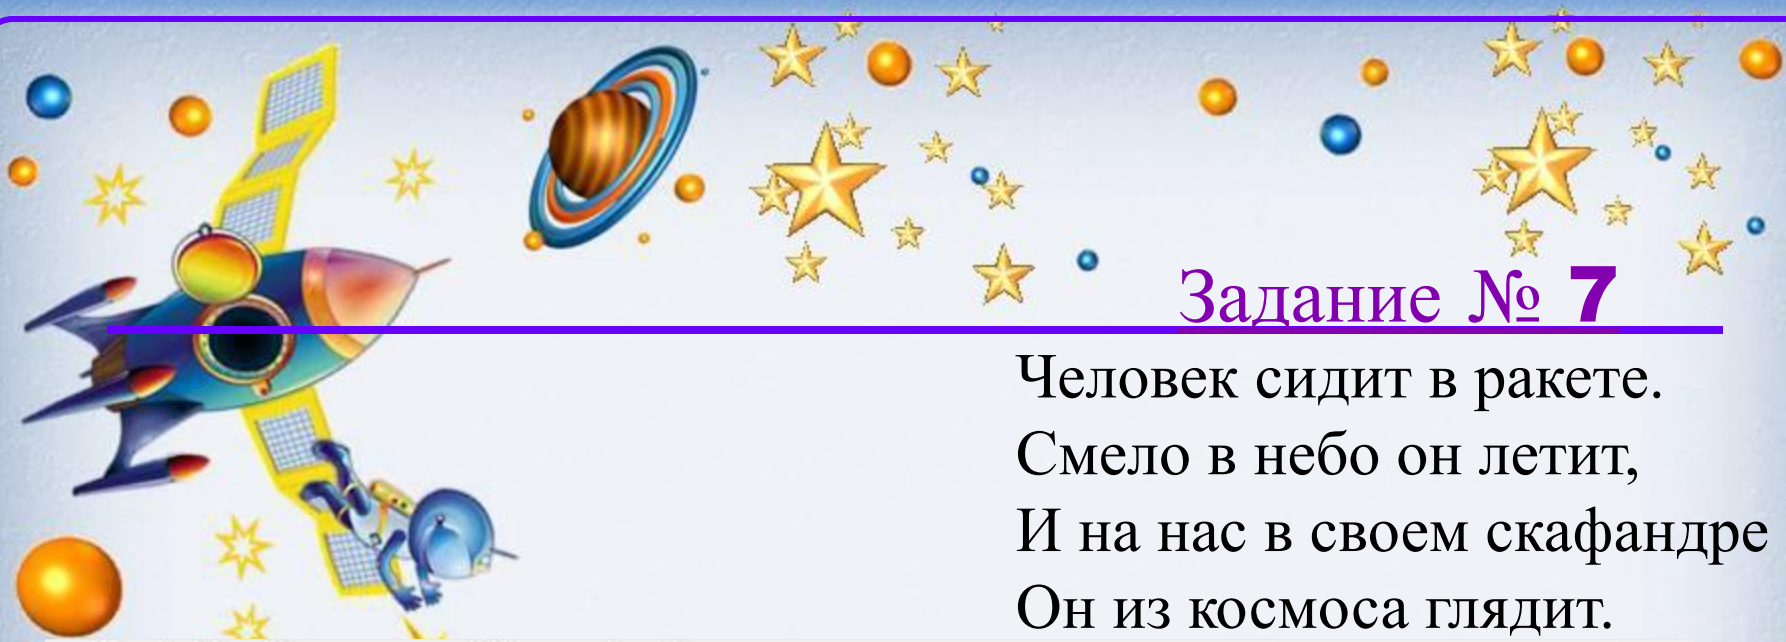 Задание № 7
Человек сидит в ракете.
Смело в небо он летит,
И на нас в своем скафандре
Он из космоса глядит.